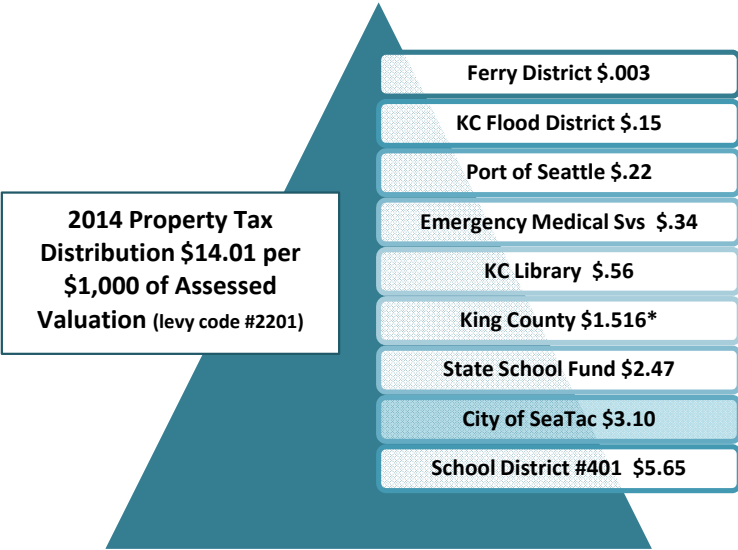 2014 Property Tax
Distribution $14.01 per
$1,000 of Assessed
Valuation (levy code #2201)
Ferry District $.003
KC Flood District $.15
Port of Seattle $.22
Emergency Medical Svs $.34
KC Library $.56
King County $1.516*
State School Fund $2.47
City of SeaTac $3.10
School District #401 $5.65